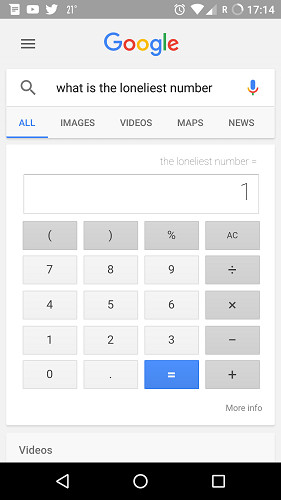 21°
R 17:14
Google
what is the loneliest number
ALL IMAGES VIDEOS MAPS NEWS
the loneliest number =
1
( ) % AC
7 8 9 ÷
4 5 6 ×
1 2 3 −
0 . = +
More info
Videos